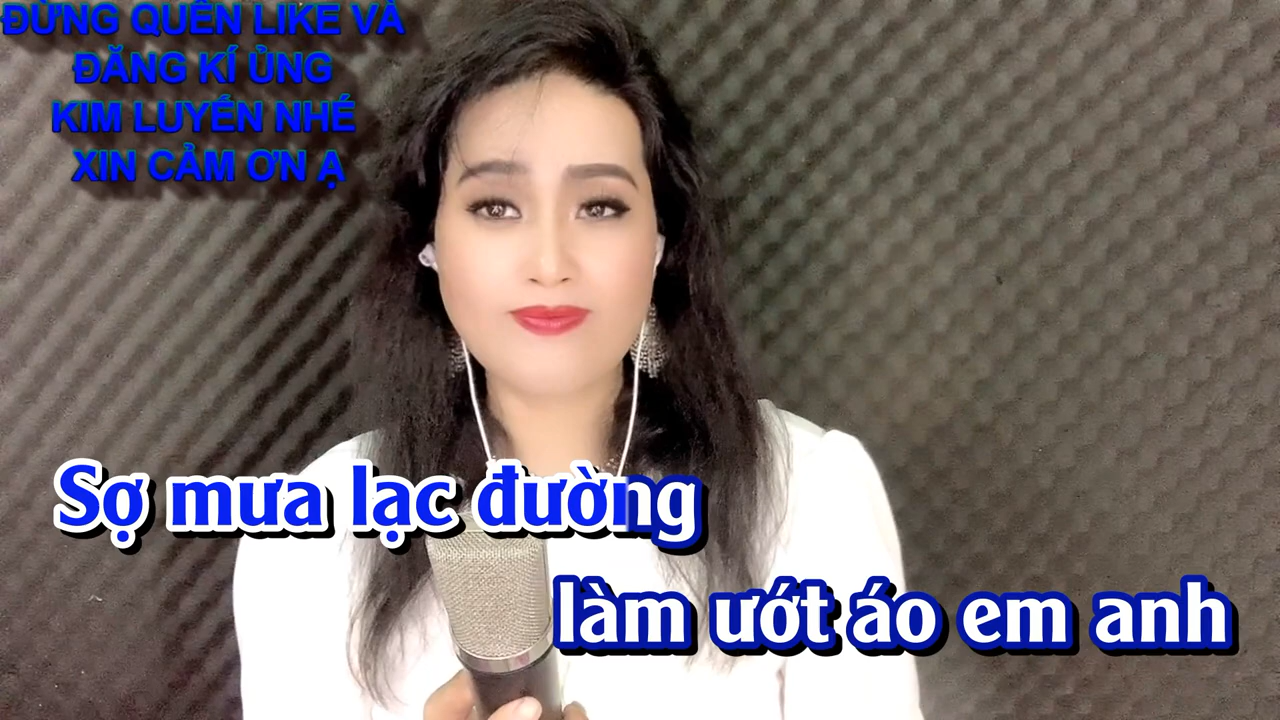 ĐỪNG QUÊN LIKE VÀ
ĐĂNG KÍ ỦNG
KIM LUYẾN NHÉ
XIN CẢM ƠN Ạ
Sợ mưa lạc đường
làm ướt áo em anh